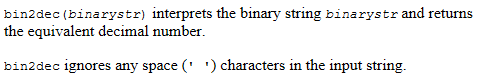 bin2dec(binarystr) interprets the binary string binarystr and returns
the equivalent decimal number.
bin2dec ignores any space (' ') characters in the input string.